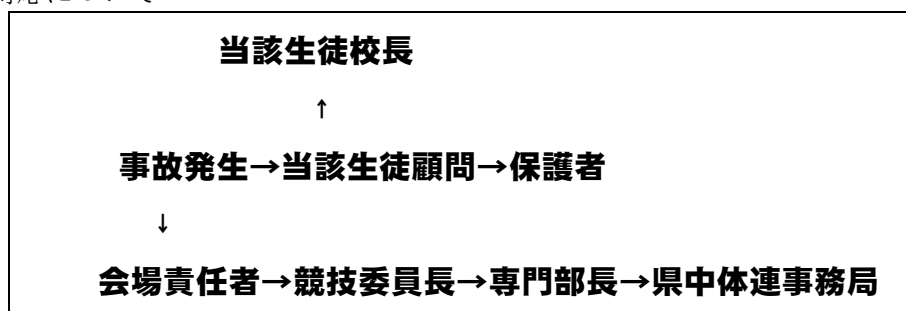 当該生徒校長
↑
事故発生→当該生徒顧問→保護者
↓
会場責任者→競技委員長→専門部長→県中体連事務局